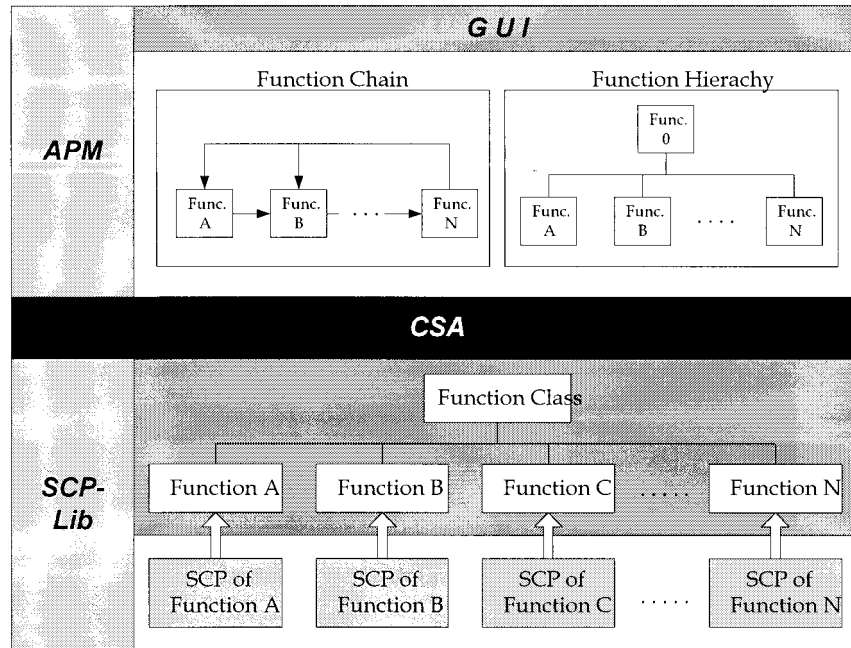 G U I
APM
Function Chain
Function Hierachy
Func.
A
Func.
B
. . .
Func.
N
Func.
0
Func.
A
Func.
B
. . . .
Func.
N
CSA
SCP-
Lib
Function Class
Function A
Function B
Function C
. . . . .
Function N
SCP of
Function A
SCP of
Function B
SCP of
Function C
. . . . .
SCP of
Function N